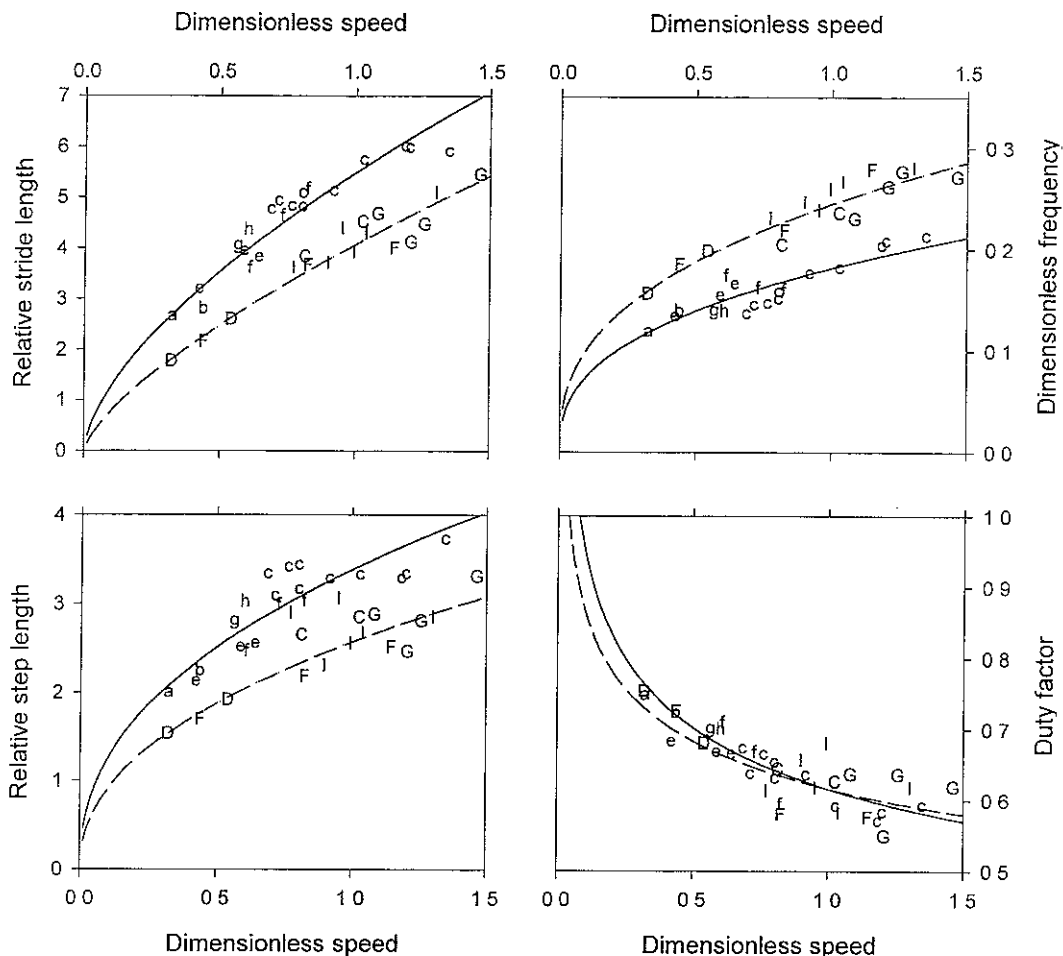 Dimensionless speed
Dimensionless speed
0.0 0.5 1.0 1.5
0.0 0.5 1.0 1.5
Relative stride length
7
6
5
4
3
2
1
0
Dimensionless frequency
0 3
0 2
0 1
0 0
Relative step length
4
3
2
1
0
Duty factor
1 0
0 9
0 8
0 7
0 6
0 5
0 0 0 5 1 0 1 5
0 0 0 5 1 0 1 5
Dimensionless speed
Dimensionless speed